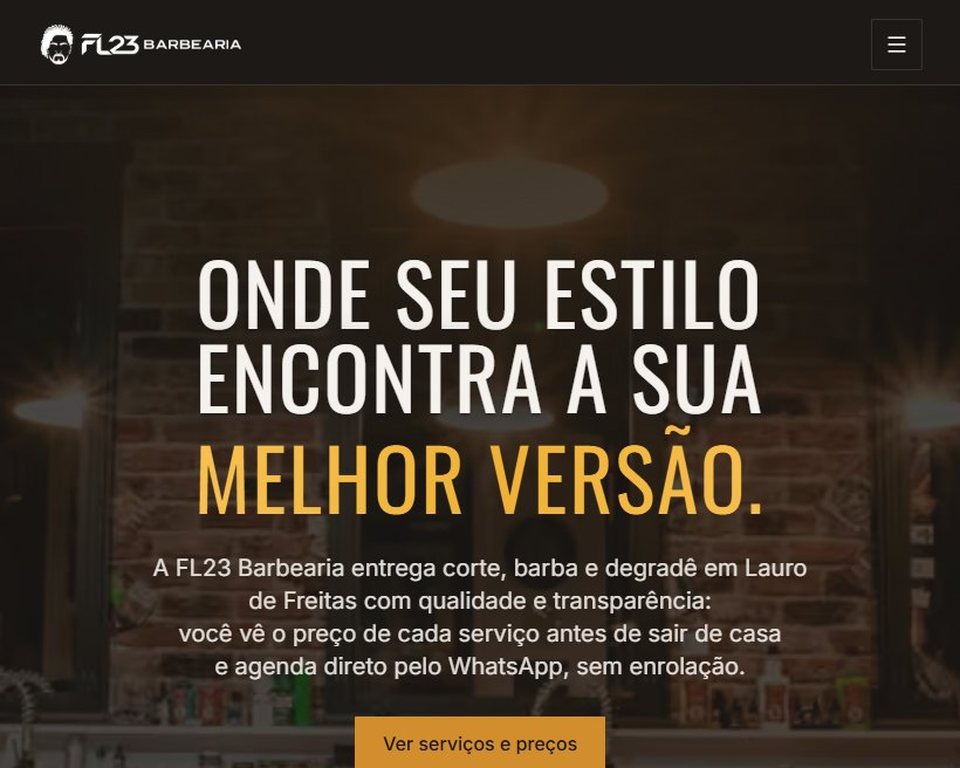 FL23 BARBEARIA
ONDE SEU ESTILO
ENCONTRA A SUA
MELHOR VERSÃO.
A FL23 Barbearia entrega corte, barba e degradê em Lauro
de Freitas com qualidade e transparência:
você vê o preço de cada serviço antes de sair de casa
e agenda direto pelo WhatsApp, sem enrolação.
Ver serviços e preços